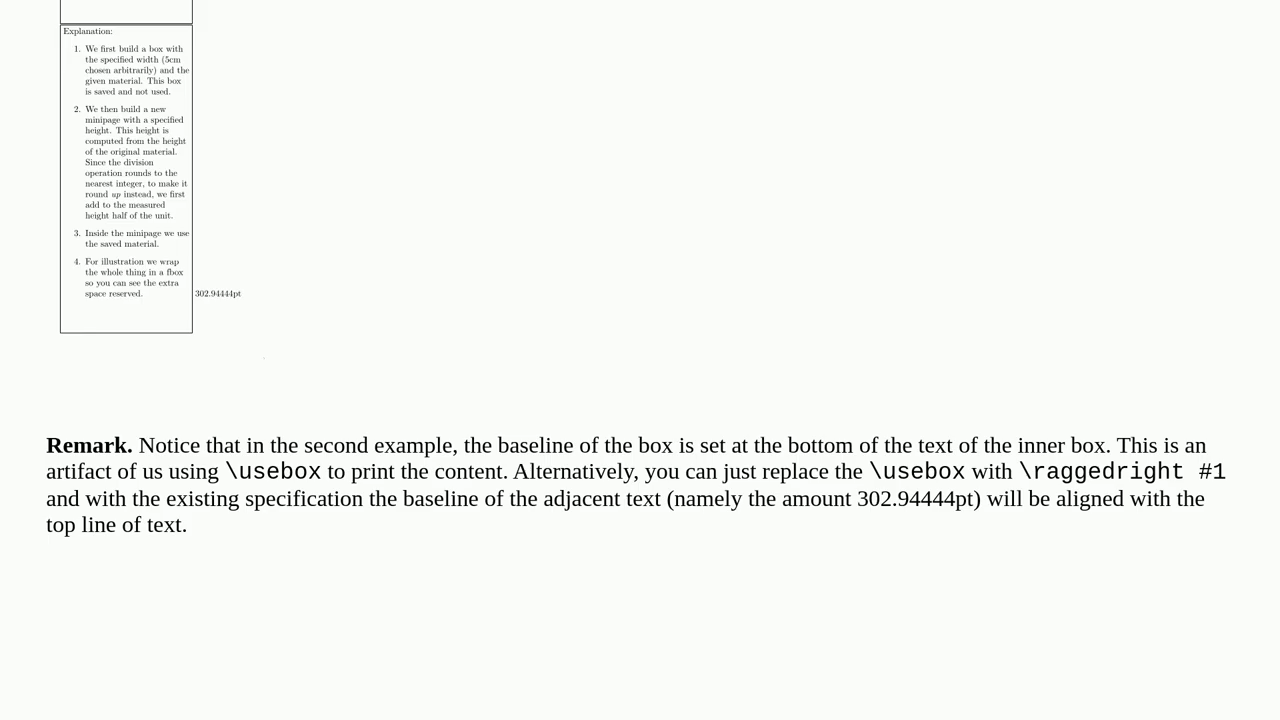 Explanation:
1. We first build a box with
the specified width (5cm
chosen arbitrarily) and the
given material. This box
is saved and not used.
2. We then build a new
minipage with a specified
height. This height is
computed from the height
of the original material.
Since the division
operation rounds to the
nearest integer, to make it
round up instead, we first
add to the measured
height half of the unit.
3. Inside the minipage we use
the saved material.
4. For illustration we wrap
the whole thing in a fbox
so you can see the extra
space reserved.
302.94444pt
Remark. Notice that in the second example, the baseline of the box is set at the bottom of the text of the inner box. This is an
artifact of us using \usebox to print the content. Alternatively, you can just replace the \usebox with \raggedright #1
and with the existing specification the baseline of the adjacent text (namely the amount 302.94444pt) will be aligned with the
top line of text.